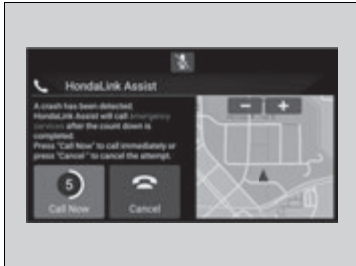 HondaLink Assist
A crash has been detected.
HondaLink Assist will call emergency
services after the count down is
completed.
Press "Call Now" to call immediately or
press "Cancel" to cancel the attempt.
− +
5
Call Now
Cancel